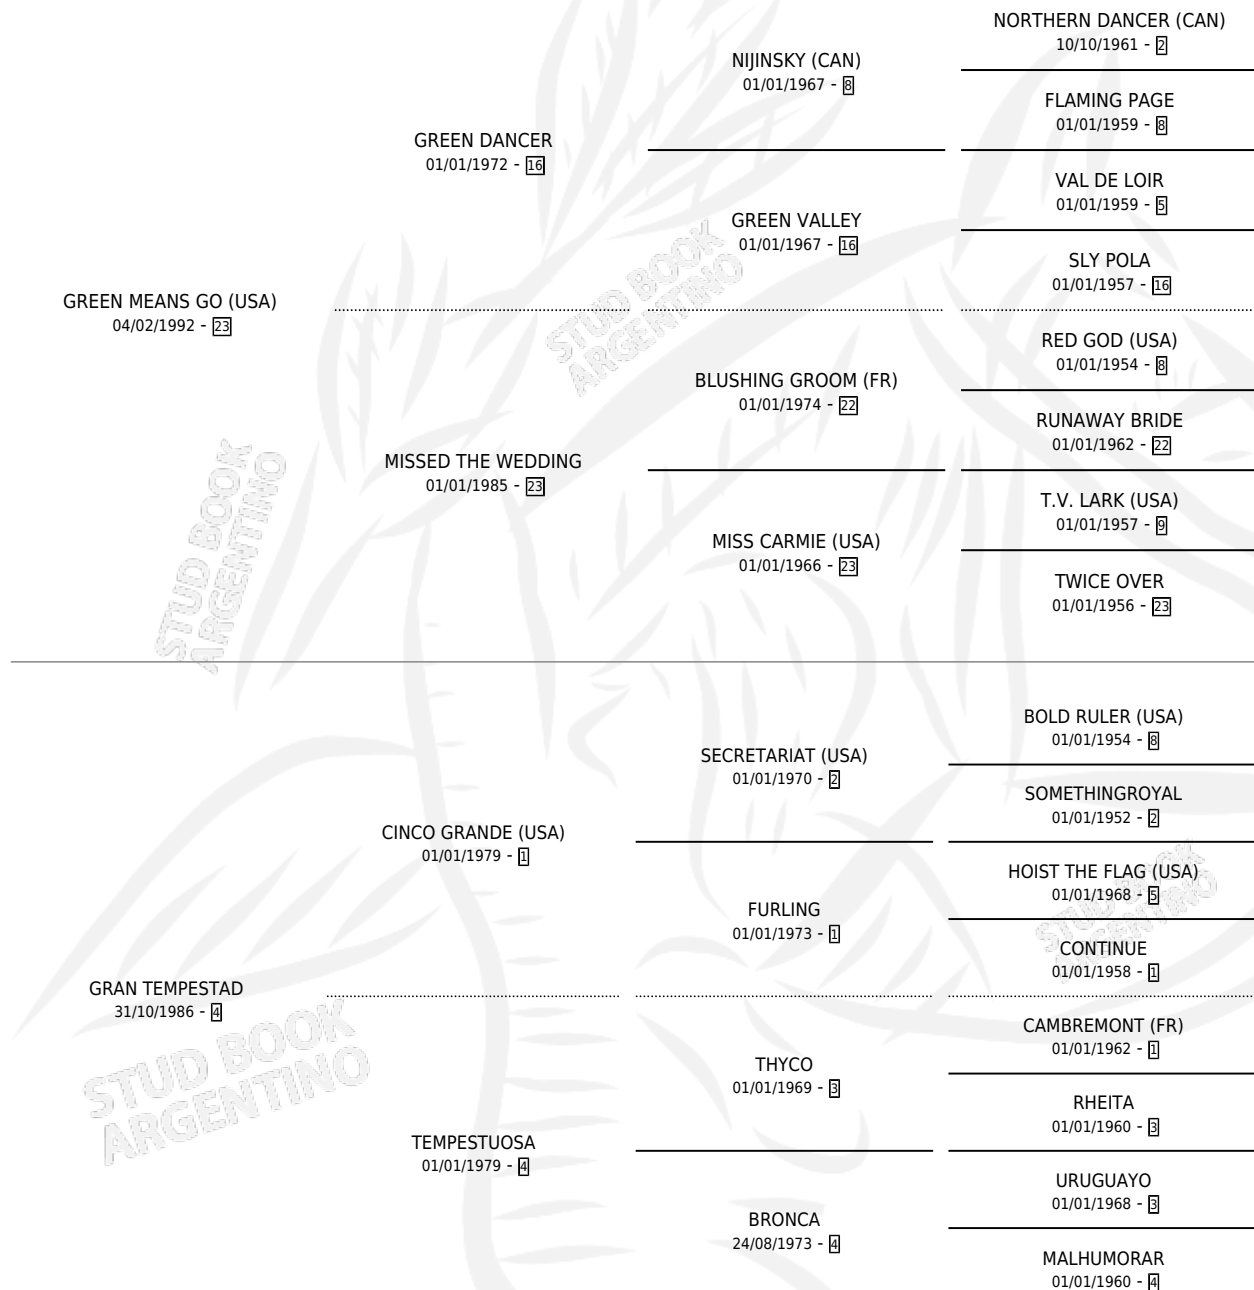 NORTHERN DANCER (CAN)
10/10/1961 - 2
NIJINSKY (CAN)
01/01/1967 - 8
FLAMING PAGE
01/01/1959 - 8
GREEN DANCER
01/01/1972 - 16
VAL DE LOIR
01/01/1959 - 5
GREEN VALLEY
01/01/1967 - 16
SLY POLA
01/01/1957 - 16
GREEN MEANS GO (USA)
04/02/1992 - 23
RED GOD (USA)
01/01/1954 - 8
BLUSHING GROOM (FR)
01/01/1974 - 22
RUNAWAY BRIDE
01/01/1962 - 22
MISSED THE WEDDING
01/01/1985 - 23
T.V. LARK (USA)
01/01/1957 - 9
MISS CARMIE (USA)
01/01/1966 - 23
TWICE OVER
01/01/1956 - 23
BOLD RULER (USA)
01/01/1954 - 8
SECRETARIAT (USA)
01/01/1970 - 2
SOMETHINGROYAL
01/01/1952 - 2
CINCO GRANDE (USA)
01/01/1979 - 1
HOIST THE FLAG (USA)
01/01/1968 - 5
FURLING
01/01/1973 - 1
CONTINUE
01/01/1958 - 1
GRAN TEMPESTAD
31/10/1986 - 4
CAMBREMONT (FR)
01/01/1962 - 1
THYCO
01/01/1969 - 3
RHEITA
01/01/1960 - 3
TEMPESTUOSA
01/01/1979 - 4
URUGUAYO
01/01/1968 - 3
BRONCA
24/08/1973 - 4
MALHUMORAR
01/01/1960 - 4
STUD BOOK
ARGENTINO
STUD BOOK
ARGENTINO
STUD BOOK
ARGENTINO
STUD BOOK
ARGENTINO